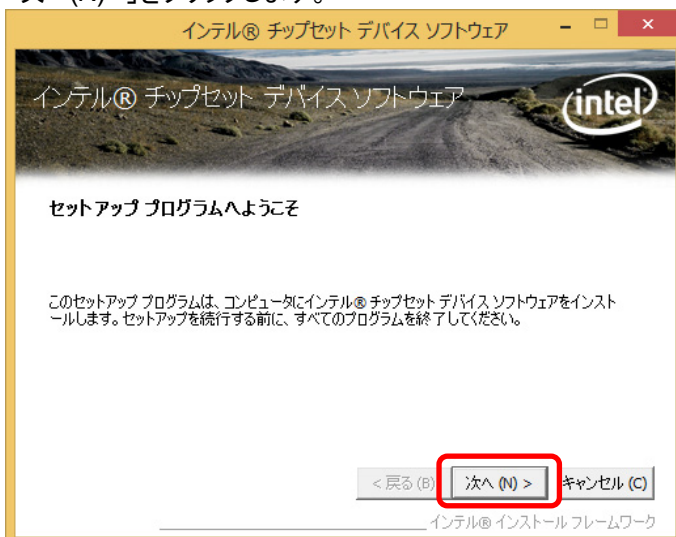 インテル® チップセット デバイス ソフトウェア
インテル® チップセット デバイス ソフトウェア
intel
セットアップ プログラムへようこそ
このセットアップ プログラムは、コンピュータにインテル® チップセット デバイス ソフトウェアをインスト
ールします。セットアップを続行する前に、すべてのプログラムを終了してください。
< 戻る (B)
次へ (N) >
キャンセル (C)
インテル® インストール フレームワーク